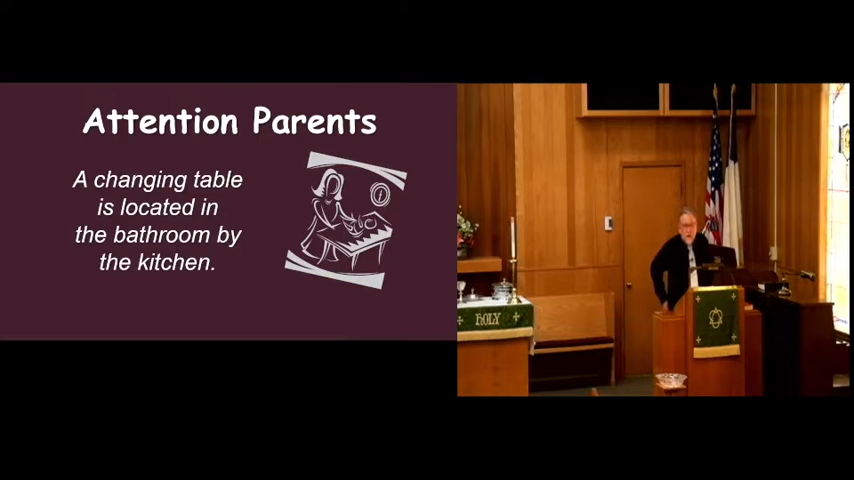 Attention Parents
A changing table
is located in
the bathroom by
the kitchen.
HOLY